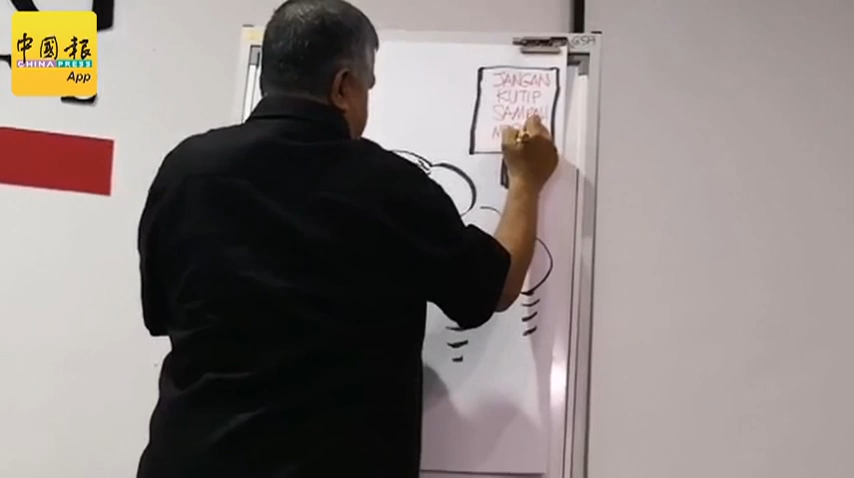 中國報
CHINA PRESS
App
JANGAN
KUTIP
SAMPAH